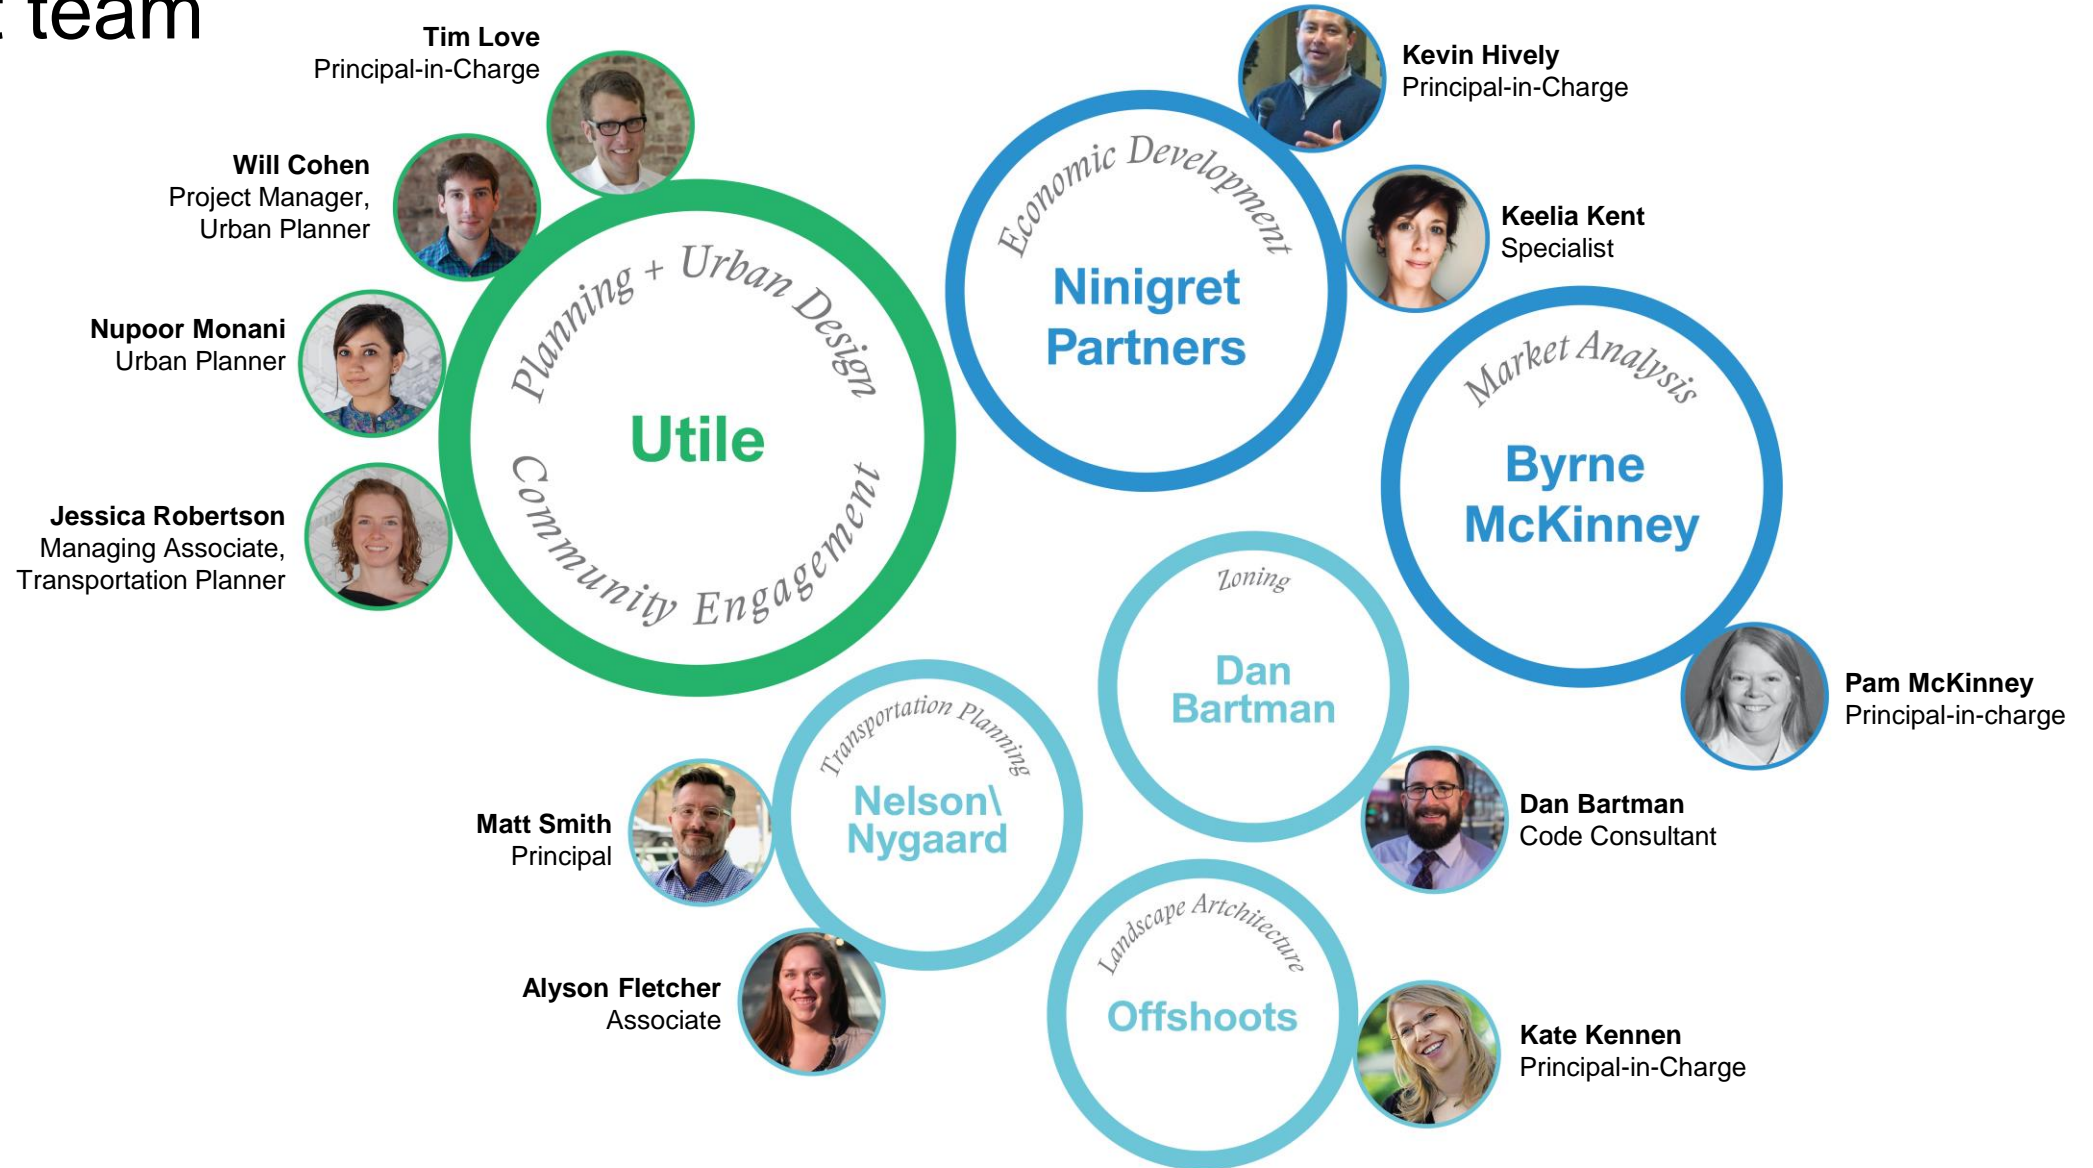 t team
Tim Love
Principal-in-Charge
Will Cohen
Project Manager,
Urban Planner
Nupoor Monani
Urban Planner
Jessica Robertson
Managing Associate,
Transportation Planner
Planning + Urban Design
Utile
Community Engagement
Economic Development
Ninigret
Partners
Kevin Hively
Principal-in-Charge
Keelia Kent
Specialist
Market Analysis
Byrne
McKinney
Pam McKinney
Principal-in-charge
Zoning
Dan
Bartman
Dan Bartman
Code Consultant
Transportation Planning
Nelson\
Nygaard
Matt Smith
Principal
Alyson Fletcher
Associate
Landscape Artchitecture
Offshoots
Kate Kennen
Principal-in-Charge